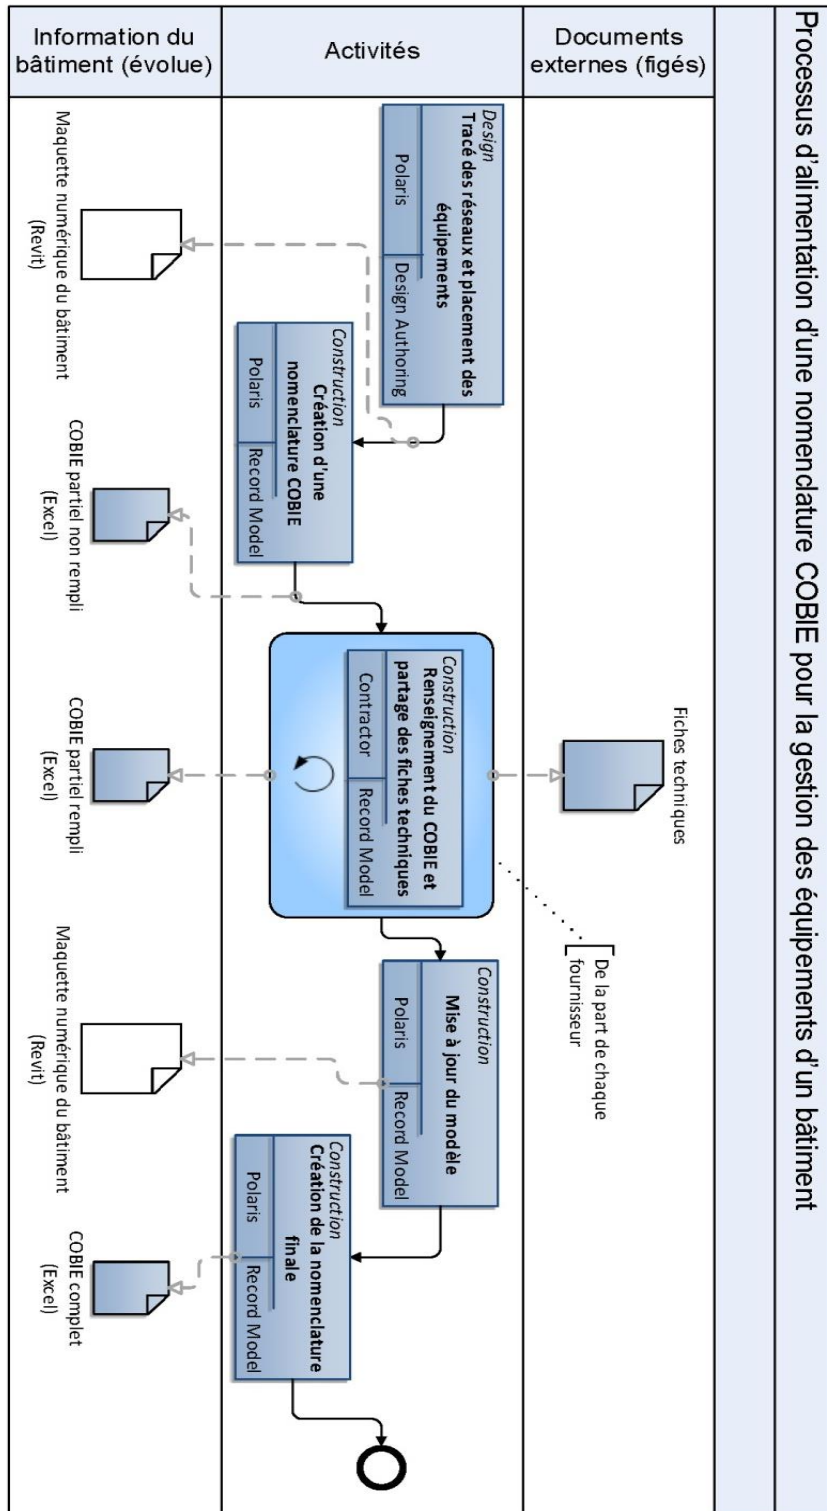 Processus d’alimentation d’une nomenclature COBIE pour la gestion des équipements d’un bâtiment
Documents
externes (figés)
Fiches techniques
De la part de chaque
fournisseur
Activités
Design
Tracé des réseaux et placement des
équipements
Polaris
Design Authoring
Construction
Création d'une
nomenclature COBIE
Polaris
Record Model
Construction
Renseignement du COBIE et
partage des fiches techniques
Contractor
Record Model
Construction
Mise à jour du modèle
Polaris
Record Model
Construction
Création de la nomenclature
finale
Polaris
Record Model
Information du
bâtiment (évolue)
Maquette numérique du bâtiment
(Revit)
COBIE partiel non rempli
(Excel)
COBIE partiel rempli
(Excel)
Maquette numérique du bâtiment
(Revit)
COBIE complet
(Excel)